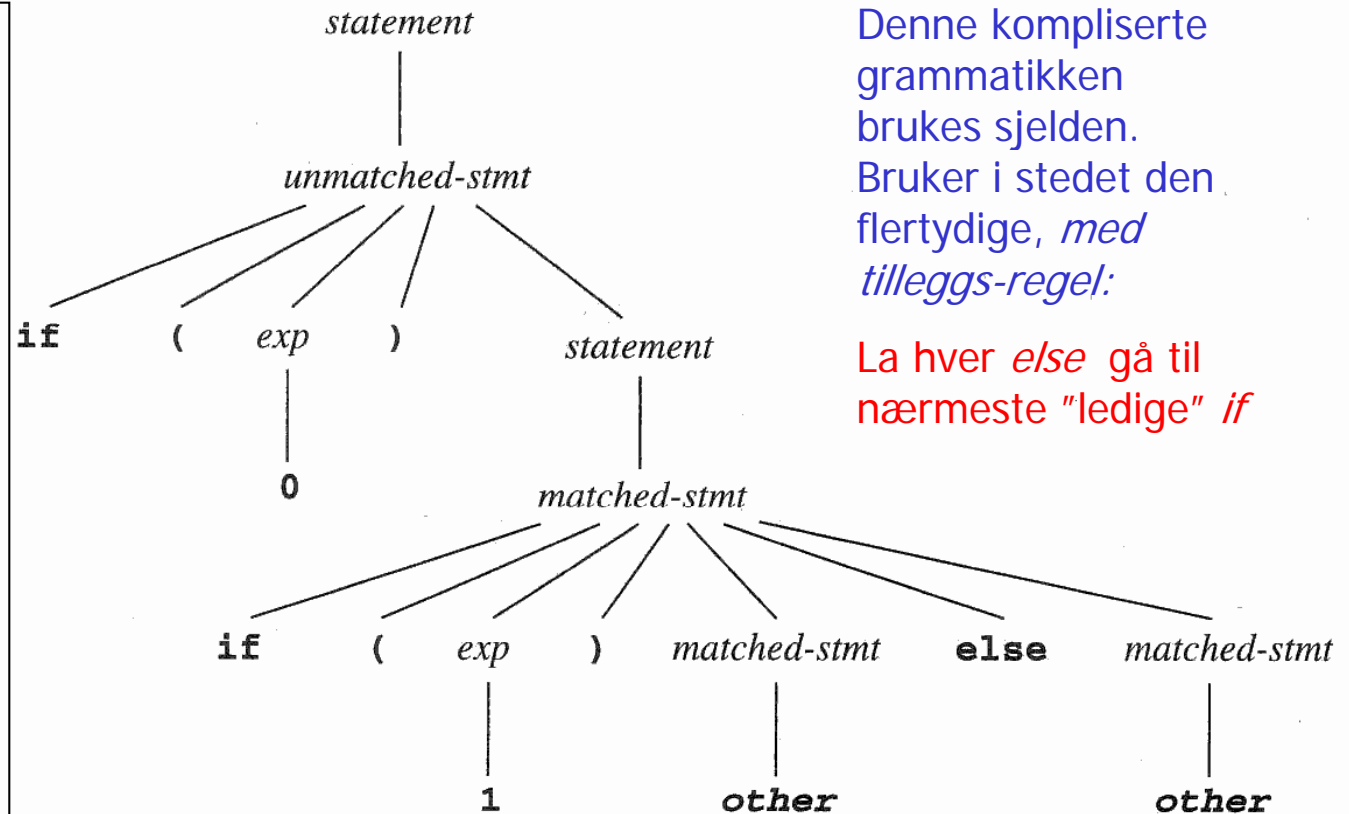 statement
Denne kompliserte
grammatikken
brukes sjelden.
Bruker i stedet den
flertydige, med
tilleggs-regel:
La hver else gå til
nærmeste "ledige" if
unmatched-stmt
if ( exp ) statement
0
matched-stmt
if ( exp ) matched-stmt else matched-stmt
1 other other